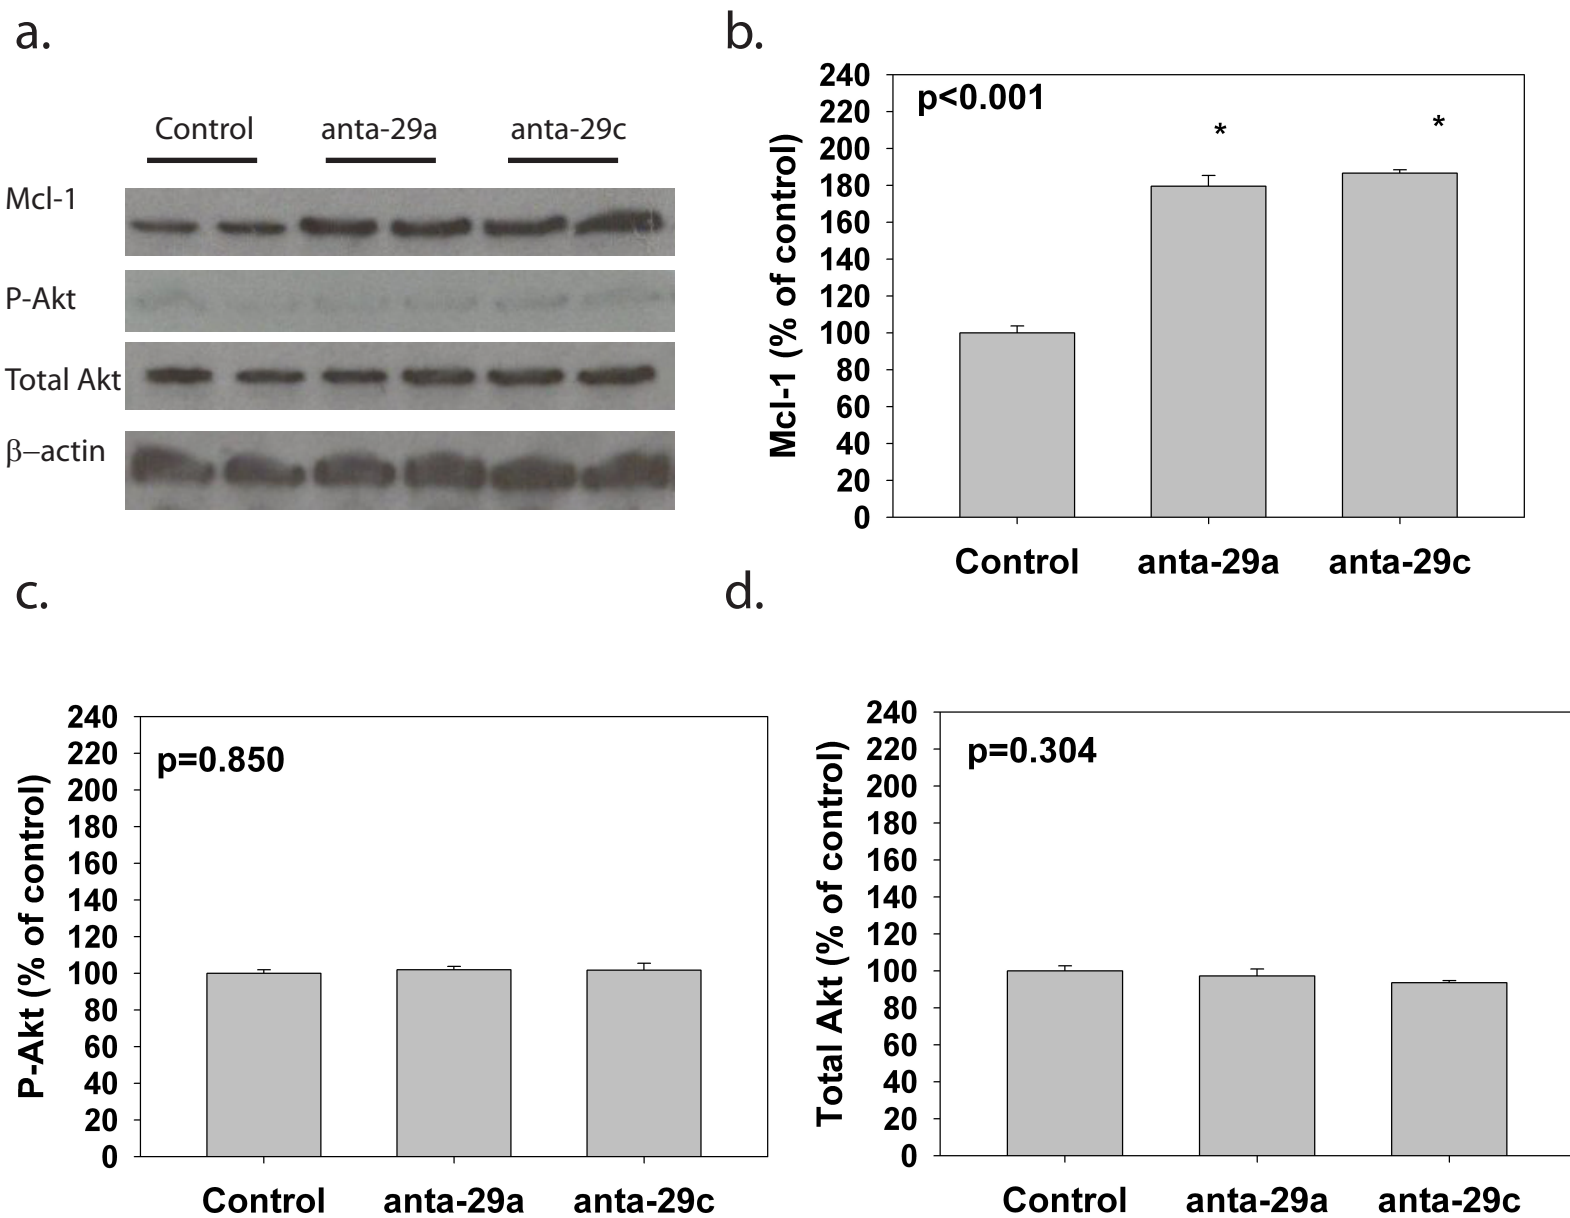 a.
Control anta-29a anta-29c
Mcl-1
P-Akt
Total Akt
β–actin
b.
240
220
200
180
160
140
120
100
80
60
40
20
0
Mcl-1 (% of control)
p<0.001
*
*
Control anta-29a anta-29c
c.
240
220
200
180
160
140
120
100
80
60
40
20
0
P-Akt (% of control)
p=0.850
Control anta-29a anta-29c
d.
240
220
200
180
160
140
120
100
80
60
40
20
0
Total Akt (% of control)
p=0.304
Control anta-29a anta-29c